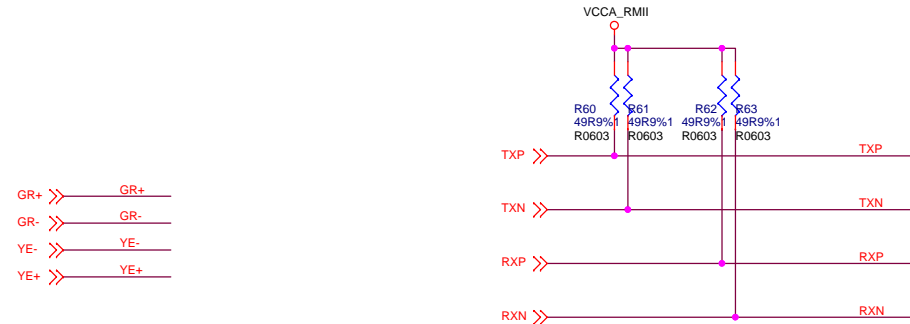 VCCA_RMII
R60
49R9%1
R0603
R61
49R9%1
R0603
R62
49R9%1
R0603
R63
49R9%1
R0603
TXP TXP
GR+ GR+
TXN TXN
GR- GR-
YE- YE-
RXP RXP
YE+ YE+
RXN RXN